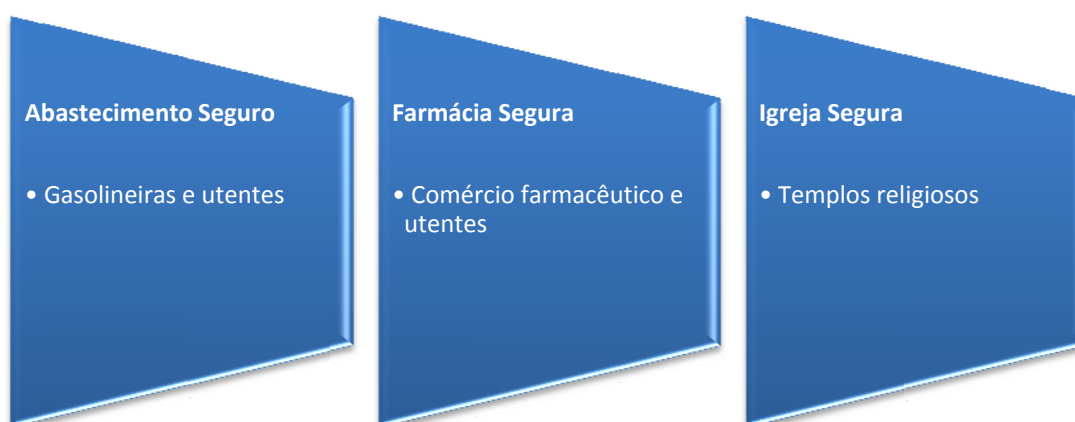 Abastecimento Seguro
• Gasolineiras e utentes
Farmácia Segura
• Comércio farmacêutico e
utentes
Igreja Segura
• Templos religiosos